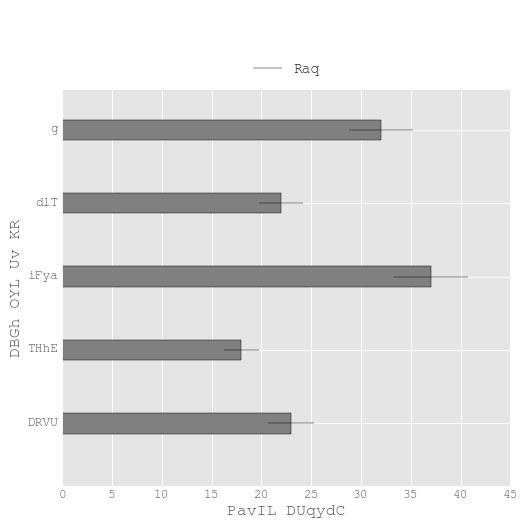 Raq
g
dlT
iFya
THhE
DRVU
DBGh OYL Uv KR
0 5 10 15 20 25 30 35 40 45
PavIL DUqydC